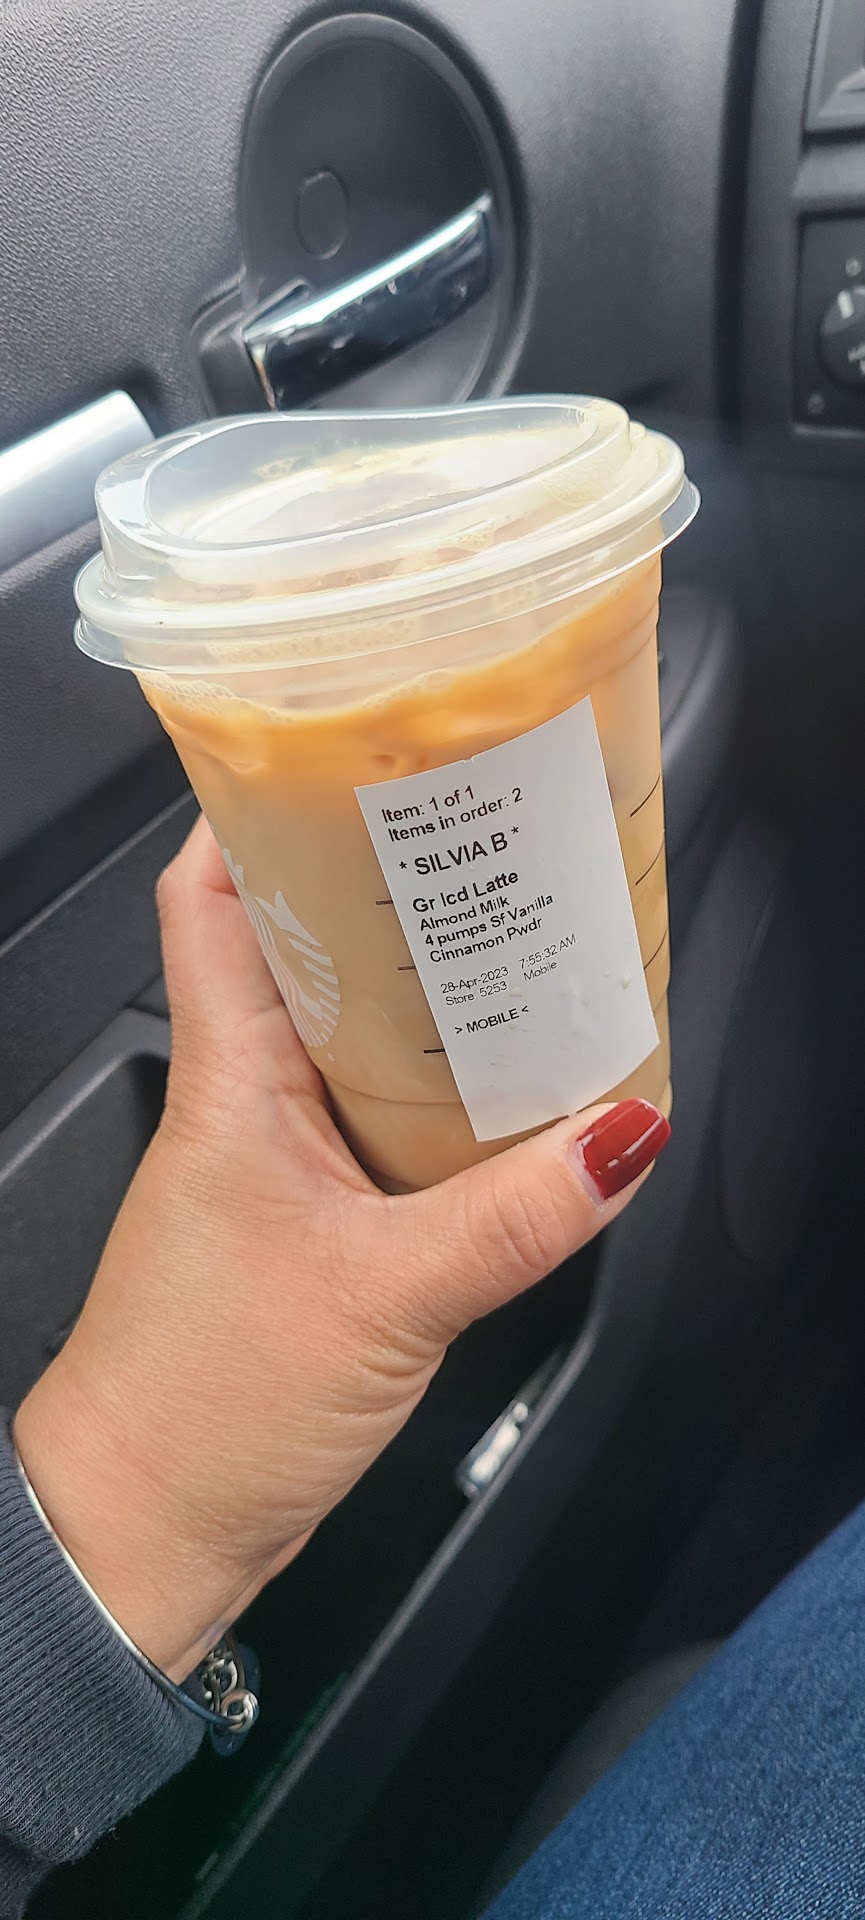 Item: 1 of 1
Items in order: 2
* SILVIA B *
Gr Icd Latte
Almond Milk
4 pumps Sf Vanilla
Cinnamon Pwdr
28-Apr-2023 7:55:32 AM
Store: 5253 Mobile
> MOBILE <